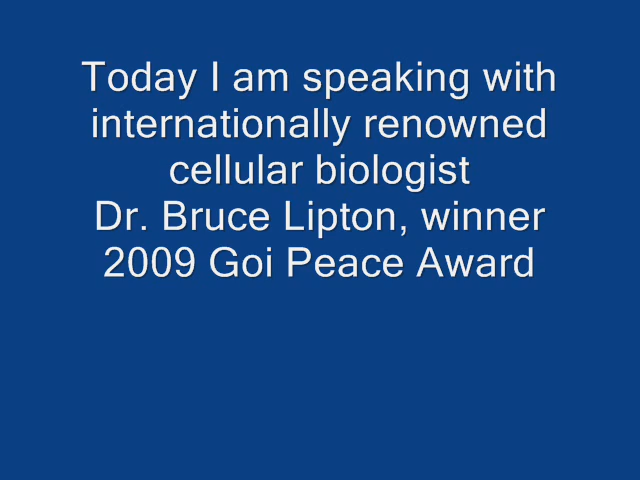 Today I am speaking with
internationally renowned
cellular biologist
Dr. Bruce Lipton, winner
2009 Goi Peace Award